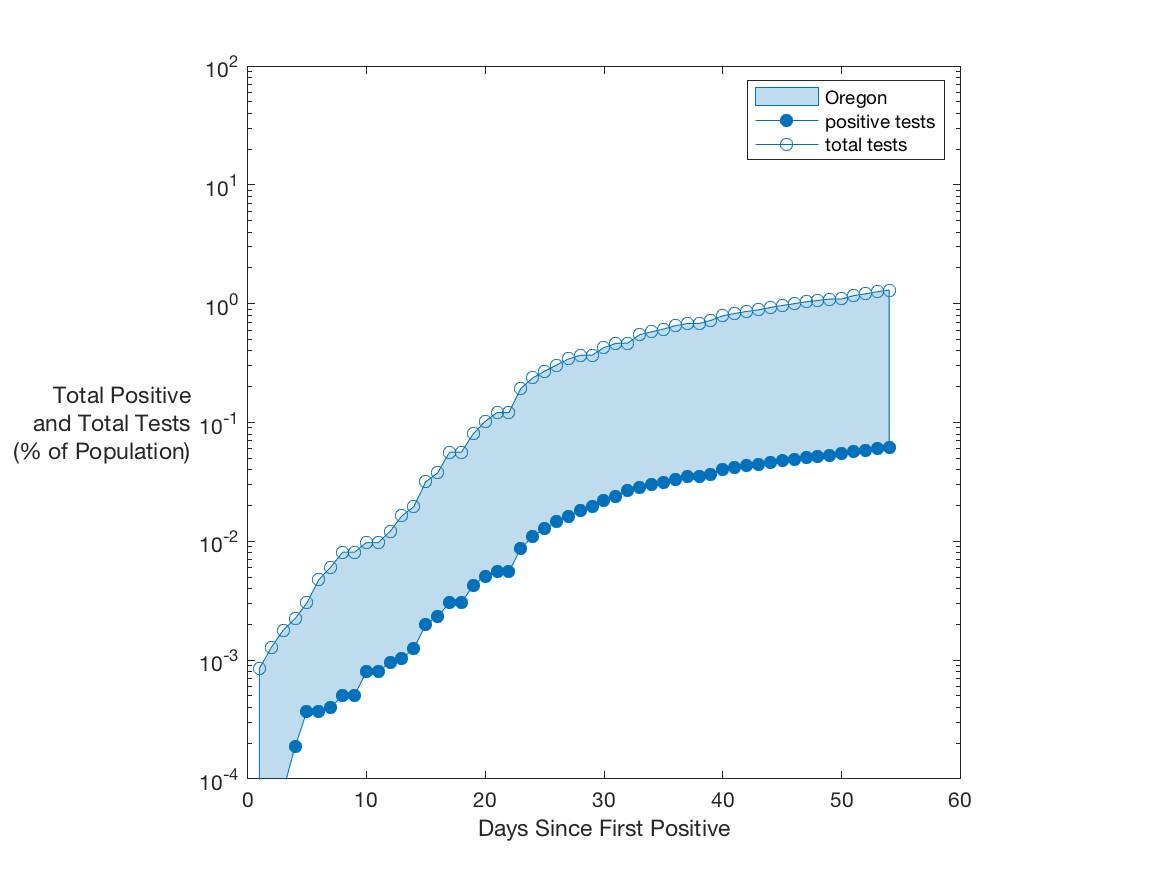 10^2
10^1
10^0
10^-1
10^-2
10^-3
10^-4
Total Positive
and Total Tests
(% of Population)
0 10 20 30 40 50 60
Days Since First Positive
Oregon
positive tests
total tests